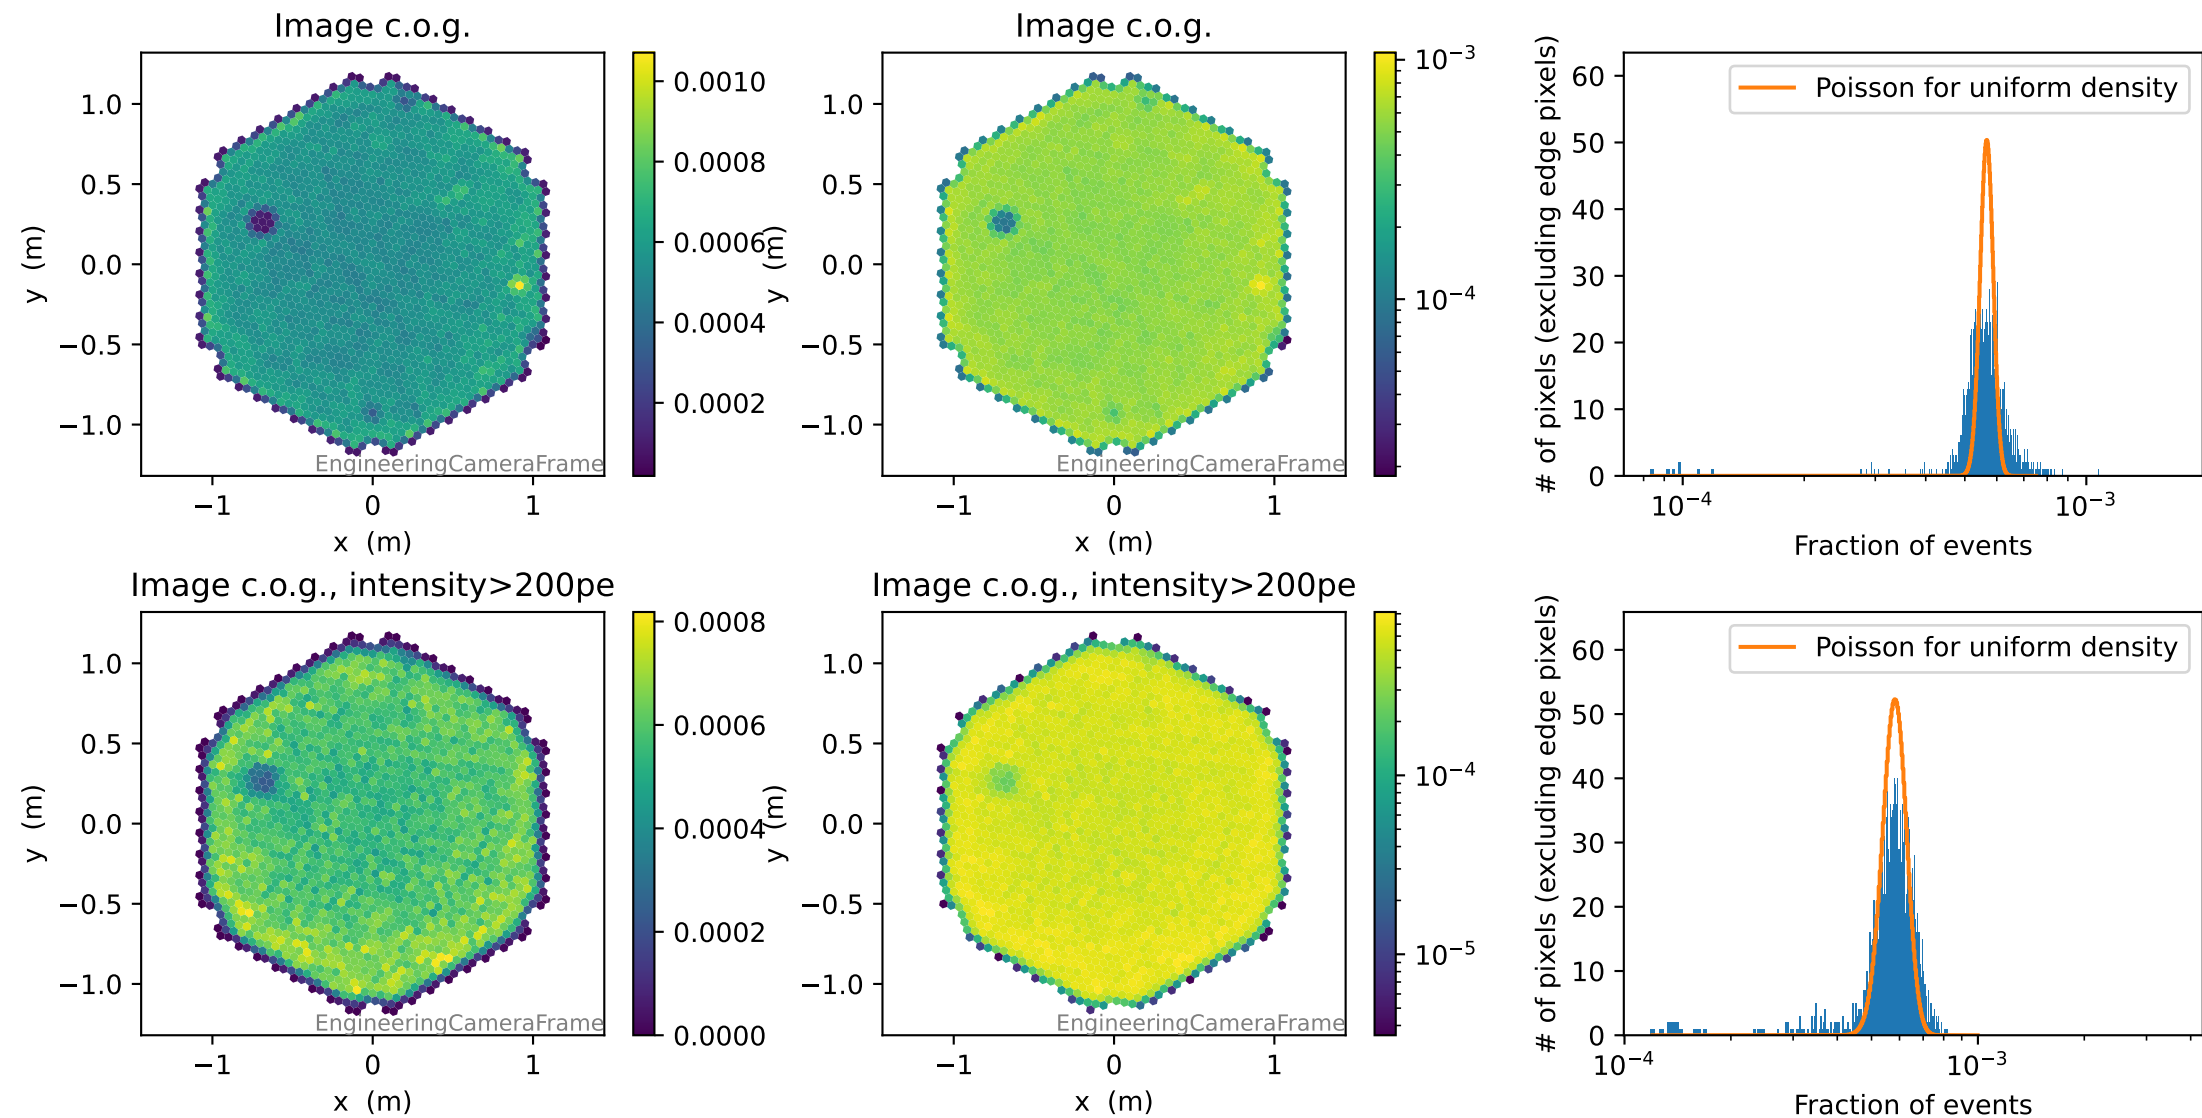 Image c.o.g.
1.0
0.5
0.0
−0.5
−1.0
y (m)
−1
0
1
x (m)
EngineeringCameraFrame
0.0010
0.0008
0.0006
0.0004
0.0002
Image c.o.g.
1.0
0.5
0.0
−0.5
−1.0
y (m)
−1
0
1
x (m)
EngineeringCameraFrame
10⁻³
10⁻⁴
Poisson for uniform density
# of pixels (excluding edge pixels)
60
50
40
30
20
10
0
10⁻⁴
10⁻³
Fraction of events
Image c.o.g., intensity>200pe
1.0
0.5
0.0
−0.5
−1.0
y (m)
−1
0
1
x (m)
EngineeringCameraFrame
0.0008
0.0006
0.0004
0.0002
0.0000
Image c.o.g., intensity>200pe
1.0
0.5
0.0
−0.5
−1.0
y (m)
−1
0
1
x (m)
EngineeringCameraFrame
10⁻⁴
10⁻⁵
Poisson for uniform density
# of pixels (excluding edge pixels)
60
50
40
30
20
10
0
10⁻⁴
10⁻³
Fraction of events